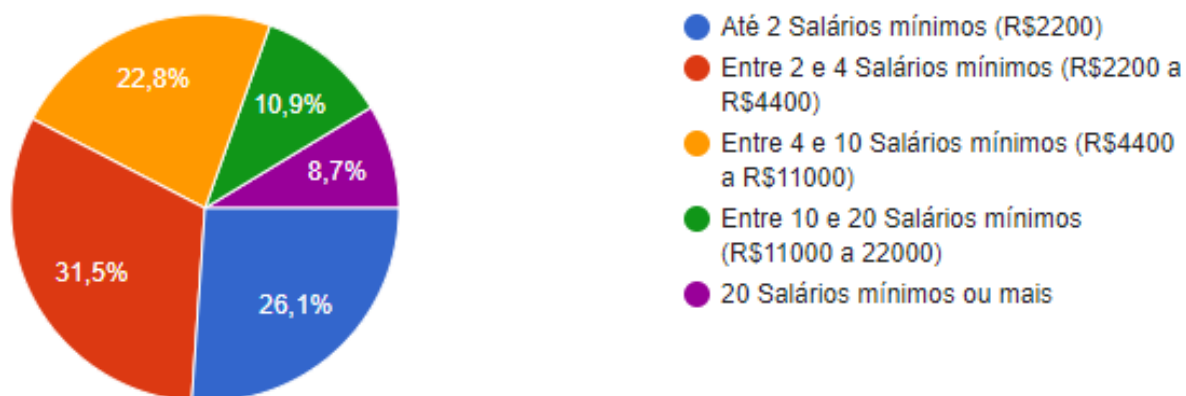 22,8%
10,9%
8,7%
31,5%
26,1%
Até 2 Salários mínimos (R$2200)
Entre 2 e 4 Salários mínimos (R$2200 a
R$4400)
Entre 4 e 10 Salários mínimos (R$4400
a R$11000)
Entre 10 e 20 Salários mínimos
(R$11000 a 22000)
20 Salários mínimos ou mais